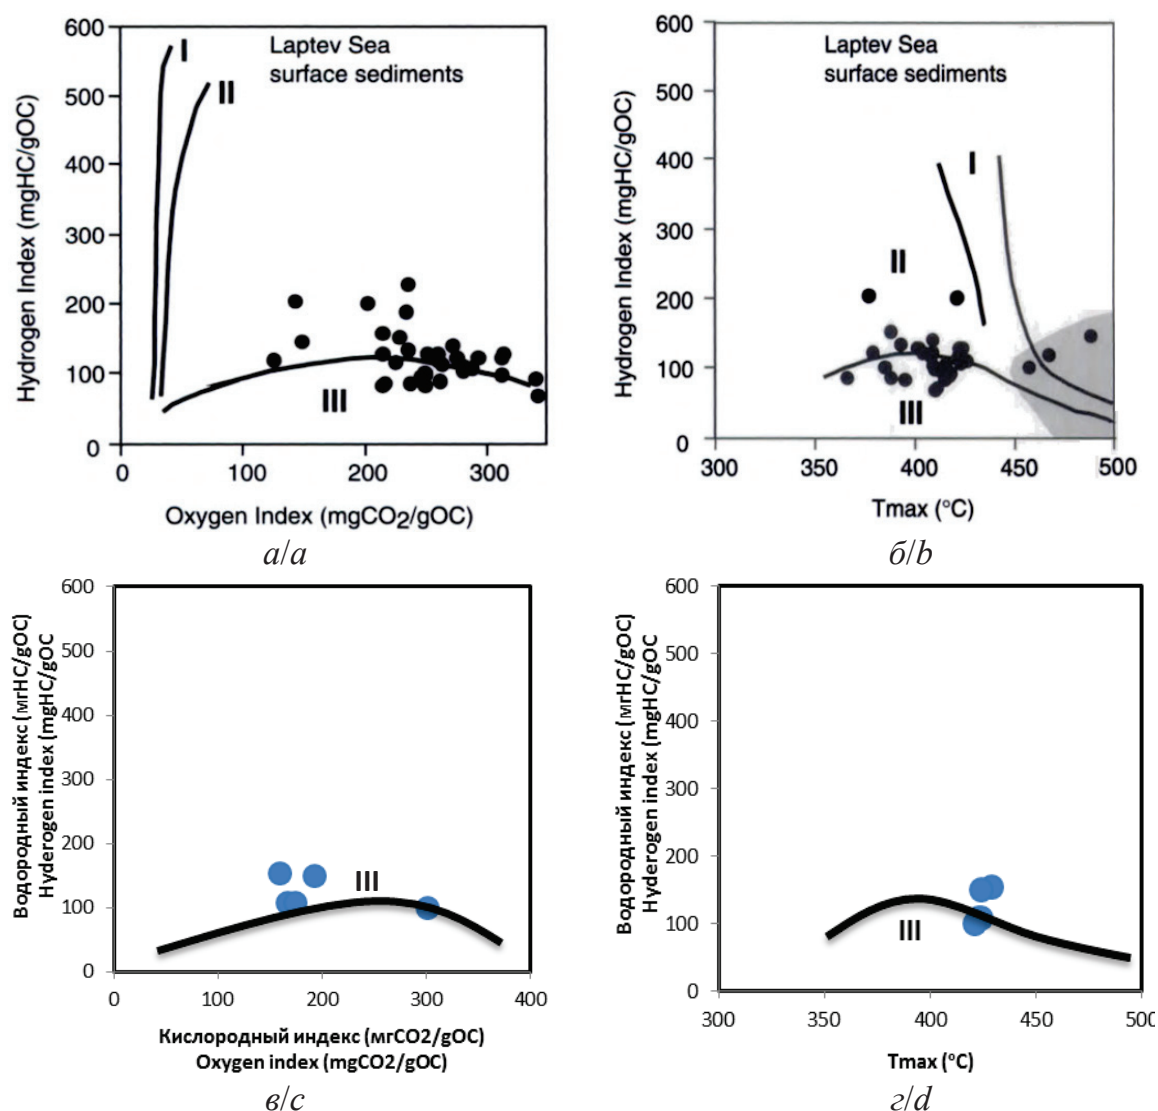 600
500
400
300
200
100
0
Hydrogen Index (mgHC/gOC)
Laptev Sea
surface sediments
I
II
III
0
100
200
300
Oxygen Index (mgCO2/gOC)
а/a
600
500
400
300
200
100
0
Hydrogen Index (mgHC/gOC)
Laptev Sea
surface sediments
I
II
III
300
350
400
450
500
Tmax (°C)
б/b
600
500
400
300
200
100
0
Водородный индекс (мгHC/gOC)
Hyderogen index (mgHC/gOC
III
0
100
200
300
400
Кислородный индекс (мгCO2/gOC)
Oxygen index (mgCO2/gOC)
в/c
600
500
400
300
200
100
0
Водородный индекс (мгHC/gOC)
Hyderogen index (mgHC/gOC
III
300
350
400
450
500
Tmax (°C)
г/d